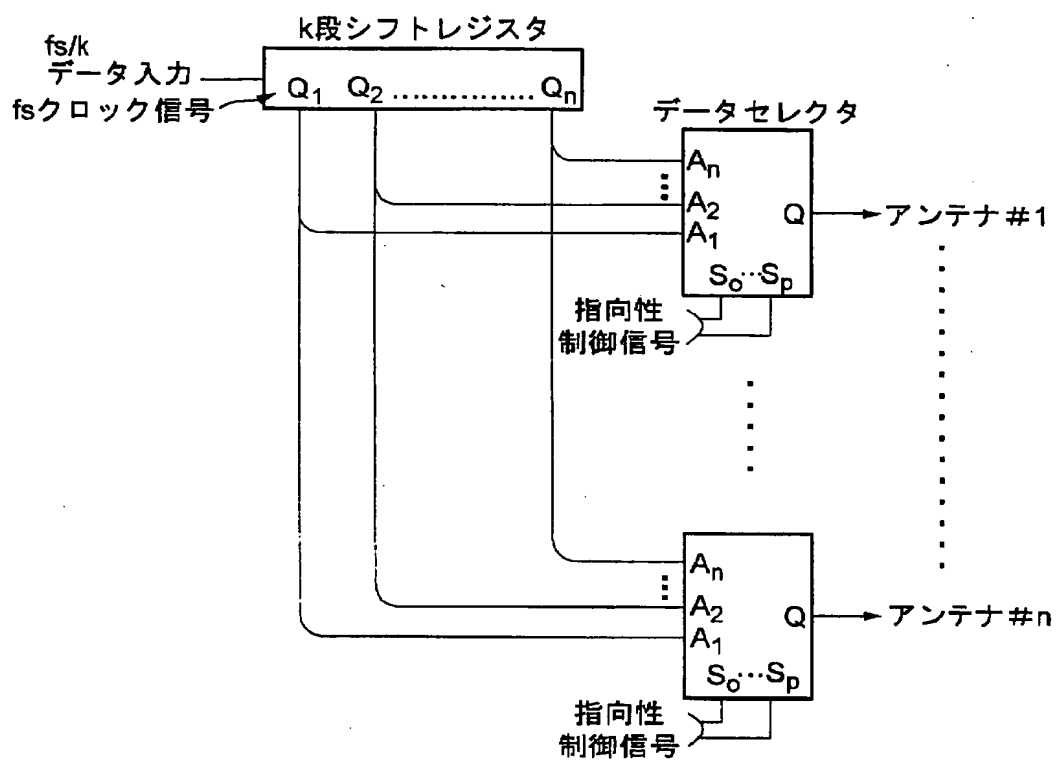 k段シフトレジスタ
fs/k
データ入力
fsクロック信号
Q1 Q2 ............... Qn
データセレクタ
An
A2
A1
Q
アンテナ#1
So…Sp
指向性
制御信号
An
A2
A1
Q
アンテナ#n
So…Sp
指向性
制御信号